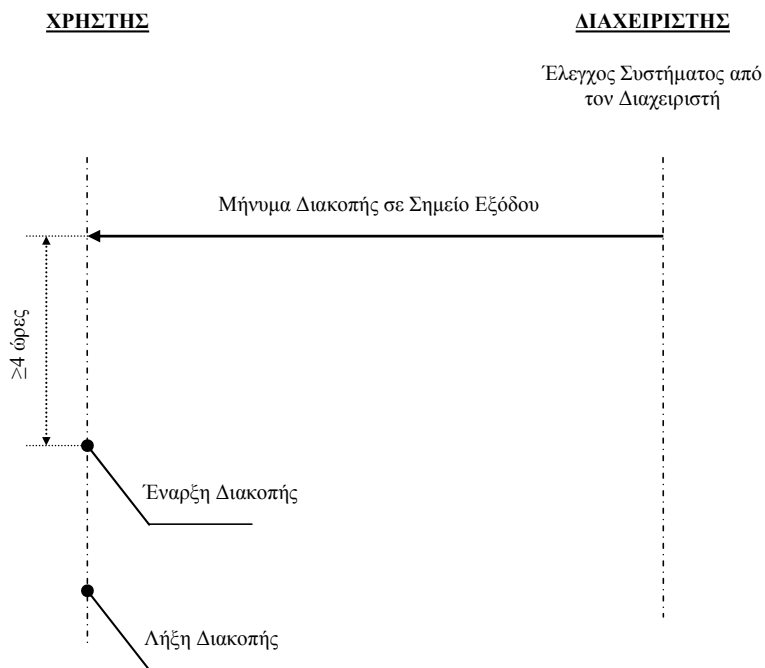 ΧΡΗΣΤΗΣ
ΔΙΑΧΕΙΡΙΣΤΗΣ
Έλεγχος Συστήματος από
τον Διαχειριστή
Μήνυμα Διακοπής σε Σημείο Εξόδου
≥4 ώρες
Έναρξη Διακοπής
Λήξη Διακοπής